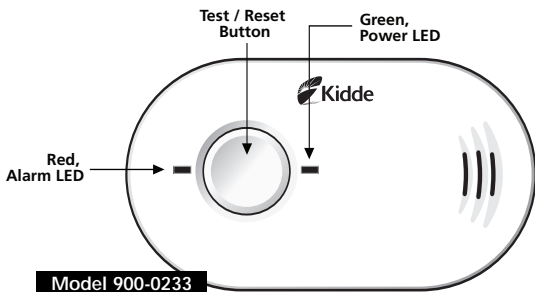 Test / Reset
Button
Green,
Power LED
Kidde
Red,
Alarm LED
Model 900-0233